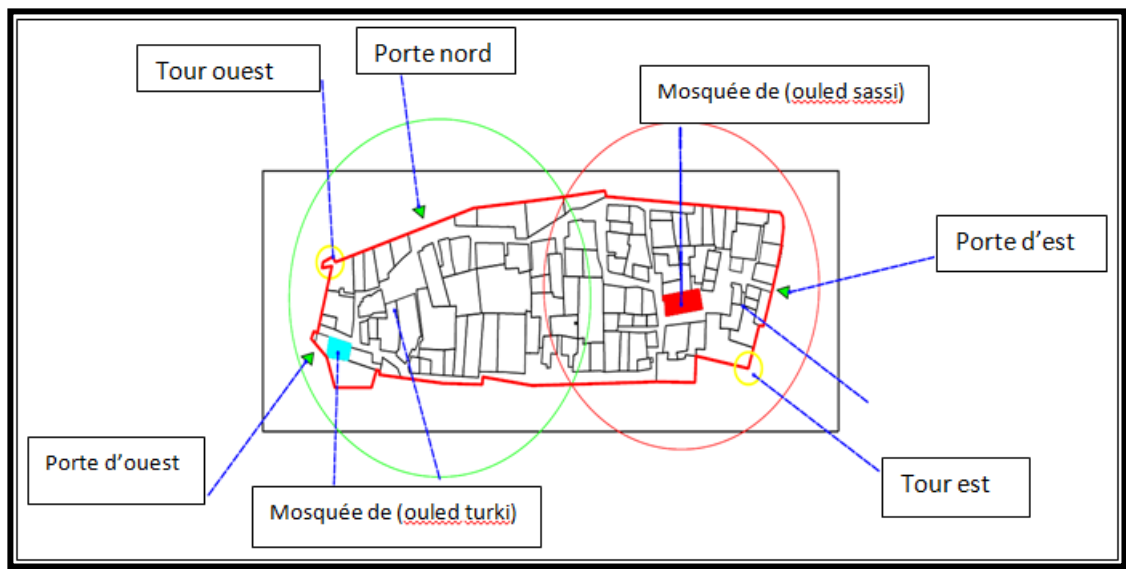 Porte nord
Tour ouest
Mosquée de (ouled sassi)
Porte d’est
Porte d’ouest
Tour est
Mosquée de (ouled turki)